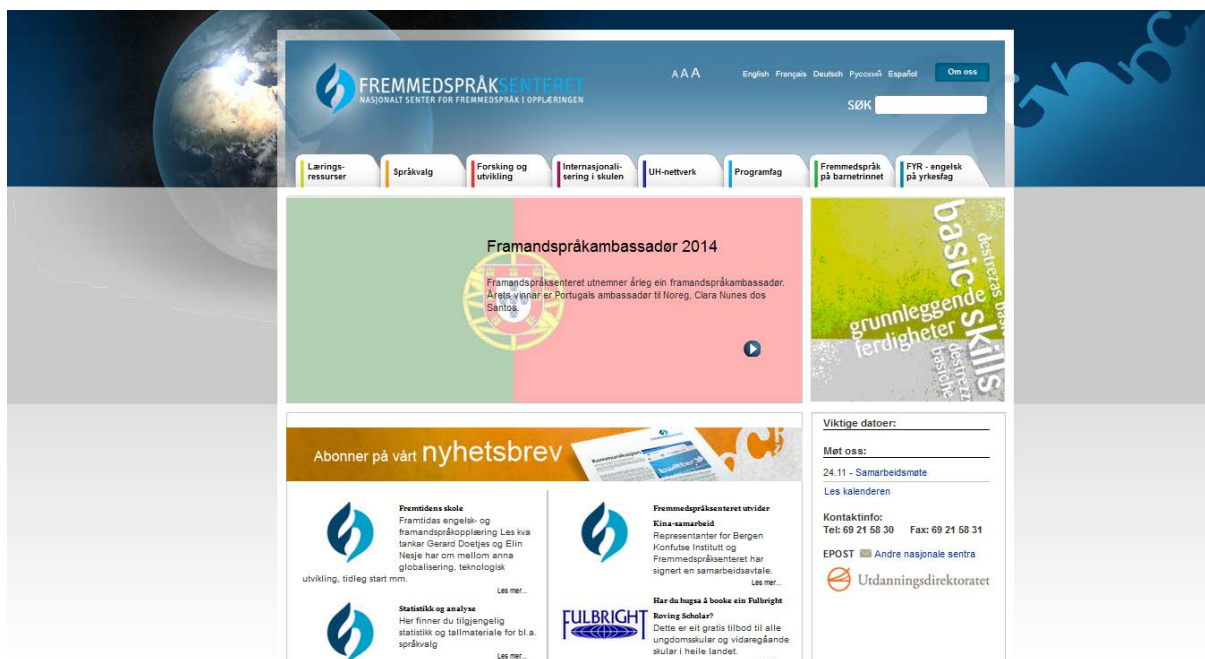 FREMMEDSPRÅKSENTERET
NASJONALT SENTER FOR FREMMEDSPRÅK I OPPLÆRINGEN
A A A
English Français Deutsch Русский Español
Om oss
SØK
Lærings-
ressurser
Språkvalg
Forsking og
utvikling
Internasjonali-
sering i skulen
UH-nettverk
Programfag
Fremmedspråk
på barnetrinnet
FYR - engelsk
på yrkesfag
Framandspråkambassadør 2014
Framandspråksenteret utnemner årleg ein framandspråkambassadør.
Årets vinnar er Portugals ambassadør til Noreg, Clara Nunes dos
Santos.
basic skills
destrezas
grunnleggende
ferdigheter
basiche
Abonner på vårt nyhetsbrev
Kommunikasjon
twitter
Fremtidens skole
Framtidas engelsk- og
framandspråkopplæring Les kva
tankar Gerard Doetjes og Elin
Nesje har om mellom anna
globalisering, teknologisk
utvikling, tidleg start mm.
Les mer...
Statistikk og analyse
Her finner du tilgjengelig
statistikk og tallmateriale for bl.a.
språkvalg
Les mer...
Fremmedspråksenteret utvider
Kina-samarbeid
Representanter for Bergen
Konfutse Institutt og
Fremmedspråksenteret har
signert en samarbeidsavtale.
Les mer...
FULBRIGHT
Har du hugsa å booke ein Fulbright
Roving Scholar?
Dette er eit gratis tilbod til alle
ungdomsskular og vidaregåande
skular i heile landet.
Viktige datoer:
Møt oss:
24.11 - Samarbeidsmøte
Les kalenderen
Kontaktinfo:
Tel: 69 21 58 30 Fax: 69 21 58 31
EPOST Andre nasjonale sentra
Utdanningsdirektoratet